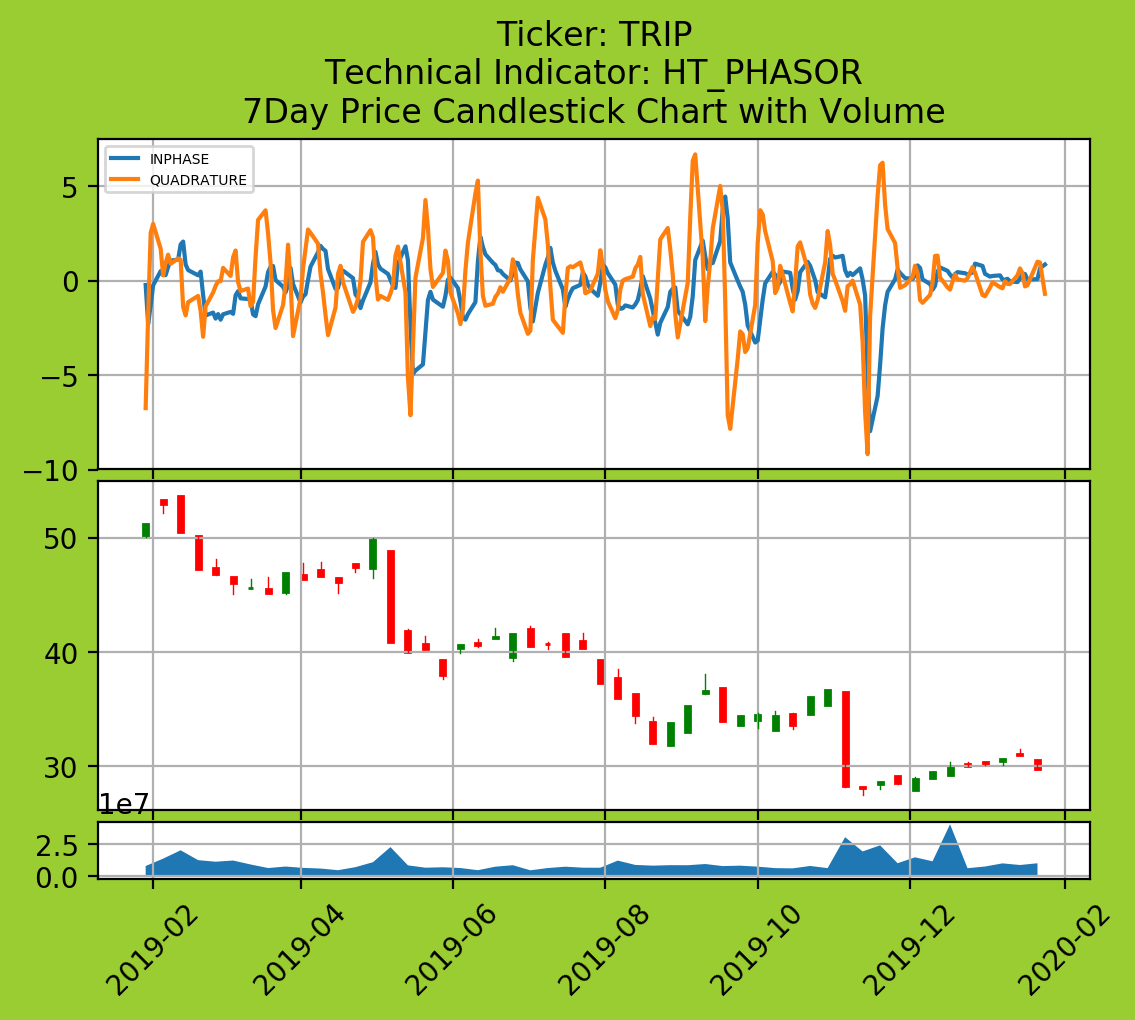 Ticker: TRIP
Technical Indicator: HT_PHASOR
7Day Price Candlestick Chart with Volume
INPHASE
QUADRATURE
5
0
−5
−10
50
40
30
1e7
2.5
0.0
2019-02
2019-04
2019-06
2019-08
2019-10
2019-12
2020-02